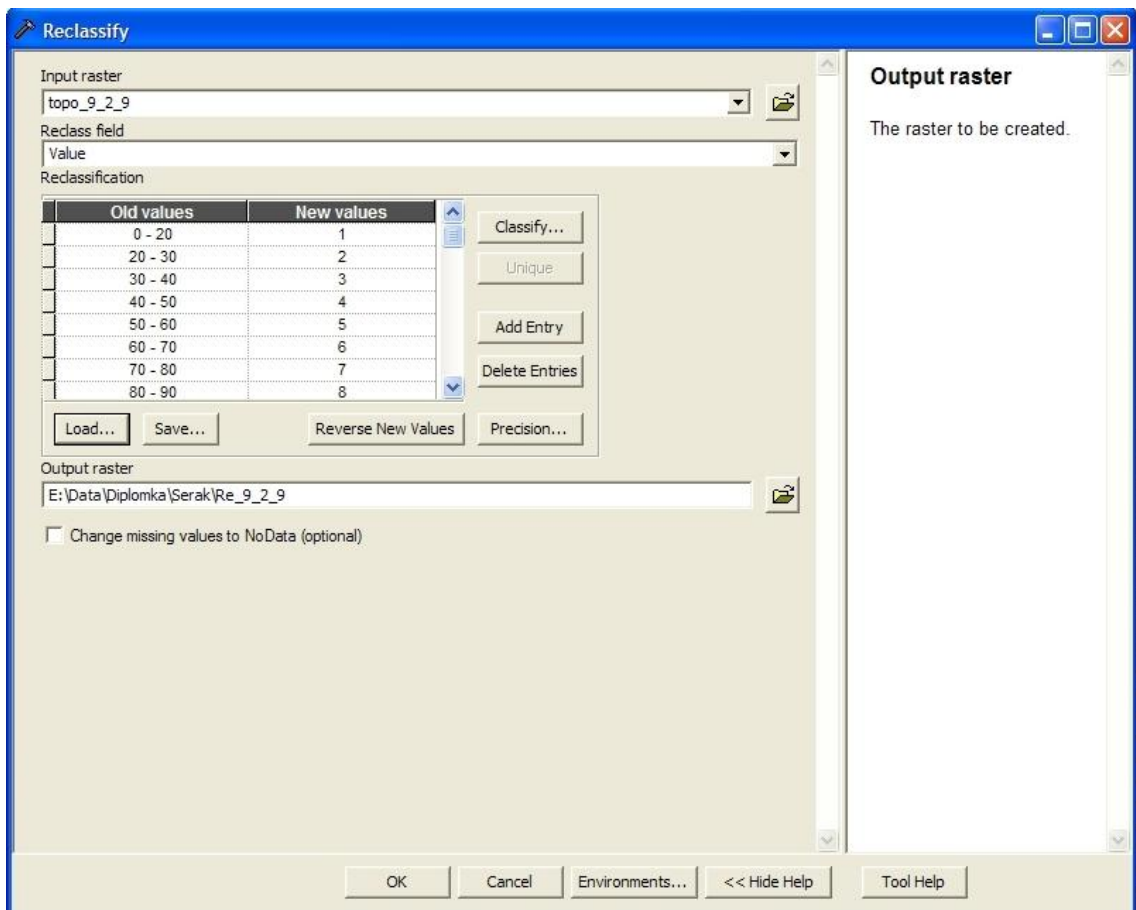 Reclassify
Input raster
topo_9_2_9
Reclass field
Value
Reclassification
Old values New values
0 - 20 1
20 - 30 2
30 - 40 3
40 - 50 4
50 - 60 5
60 - 70 6
70 - 80 7
80 - 90 8
Classify...
Unique
Add Entry
Delete Entries
Load... Save... Reverse New Values Precision...
Output raster
E:\Data\Diplomka\Serak\Re_9_2_9
Change missing values to NoData (optional)
Output raster
The raster to be created.
OK Cancel Environments... << Hide Help Tool Help